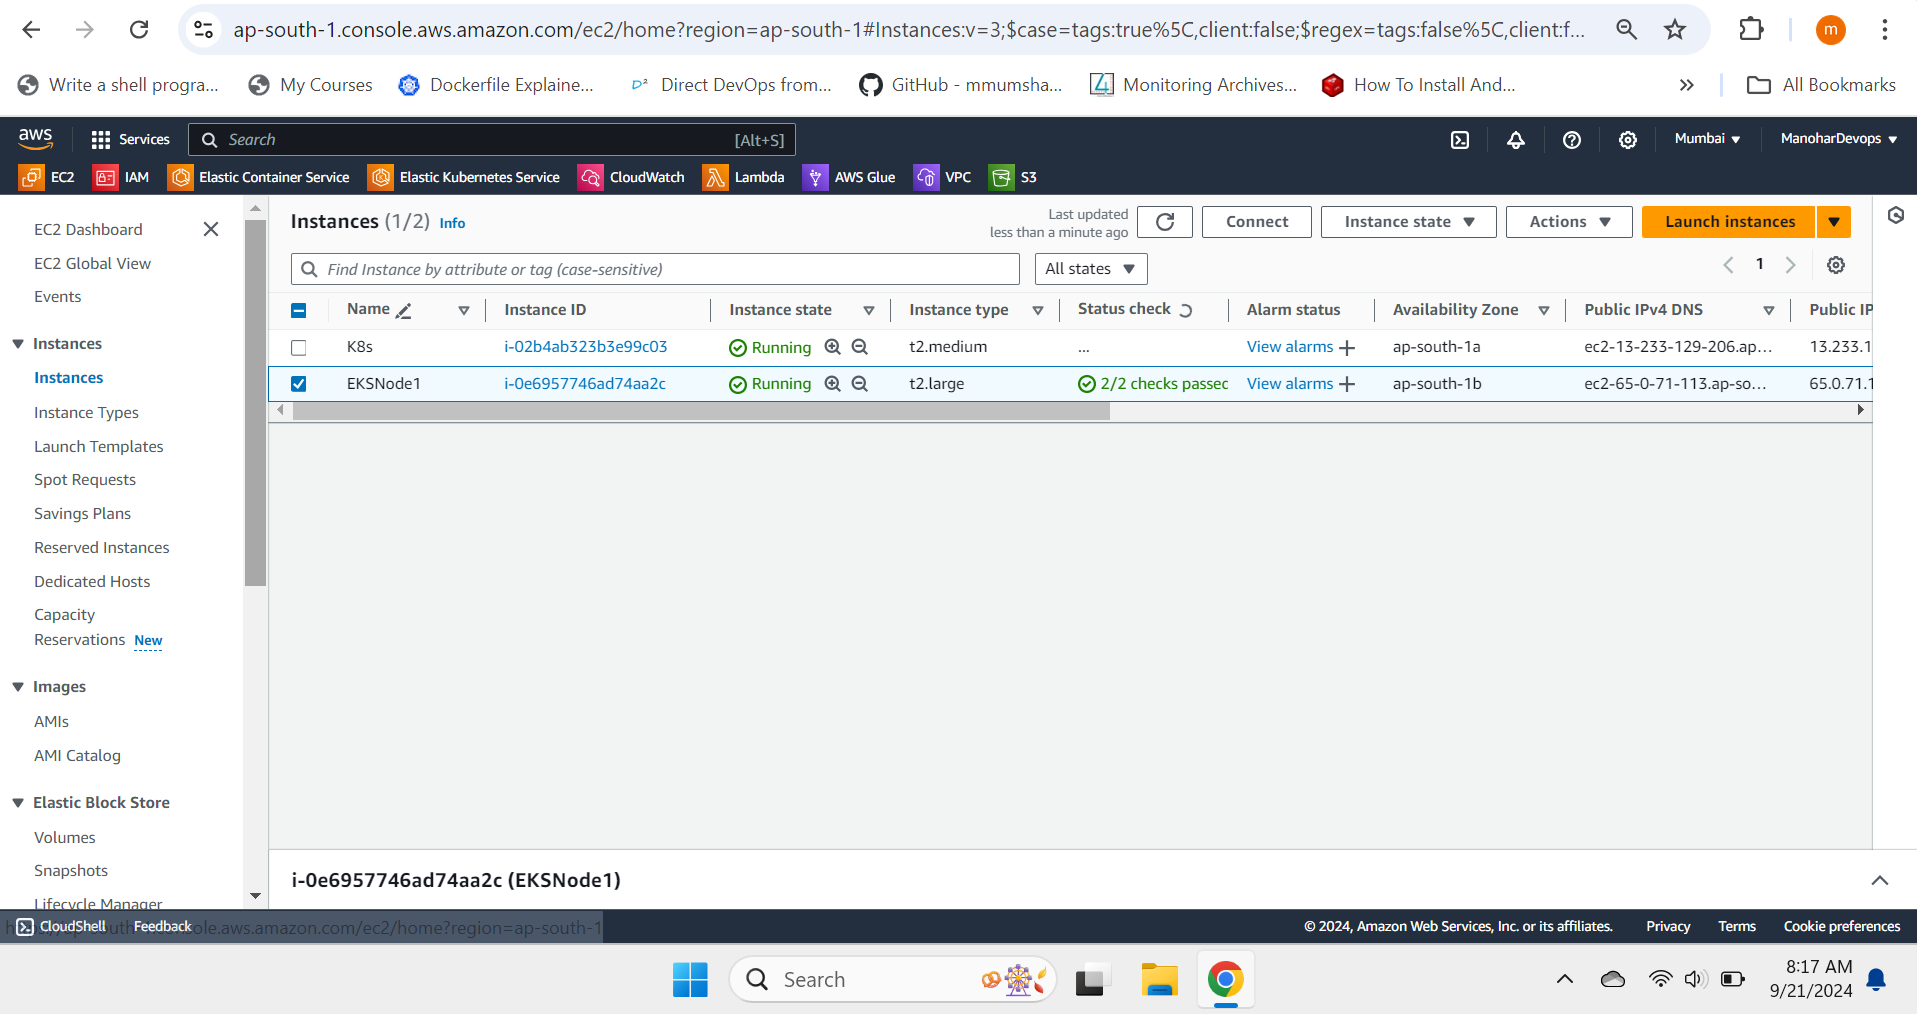 ap-south-1.console.aws.amazon.com/ec2/home?region=ap-south-1#Instances:v=3;$case=tags:true%5C,client:false;$regex=tags:false%5C,client:f...
m
Write a shell progra... My Courses Dockerfile Explaine... D² Direct DevOps from... GitHub - mmumsha... Monitoring Archives... How To Install And... » All Bookmarks
aws Services Search [Alt+S] Mumbai ManoharDevops
EC2 IAM Elastic Container Service Elastic Kubernetes Service CloudWatch Lambda AWS Glue VPC S3
EC2 Dashboard
EC2 Global View
Events
Instances
Instances
Instance Types
Launch Templates
Spot Requests
Savings Plans
Reserved Instances
Dedicated Hosts
Capacity
Reservations New
Images
AMIs
AMI Catalog
Elastic Block Store
Volumes
Snapshots
Lifecycle Manager
Instances (1/2) Info
Last updated
less than a minute ago
Connect Instance state Actions Launch instances
Find Instance by attribute or tag (case-sensitive) All states 1
Name Instance ID Instance state Instance type Status check Alarm status Availability Zone Public IPv4 DNS Public IP
K8s i-02b4ab323b3e99c03 Running t2.medium ... View alarms + ap-south-1a ec2-13-233-129-206.ap... 13.233.1
EKSNode1 i-0e6957746ad74aa2c Running t2.large 2/2 checks passed View alarms + ap-south-1b ec2-65-0-71-113.ap-so... 65.0.71.1
i-0e6957746ad74aa2c (EKSNode1)
CloudShell Feedback © 2024, Amazon Web Services, Inc. or its affiliates. Privacy Terms Cookie preferences
Search
8:17 AM
9/21/2024